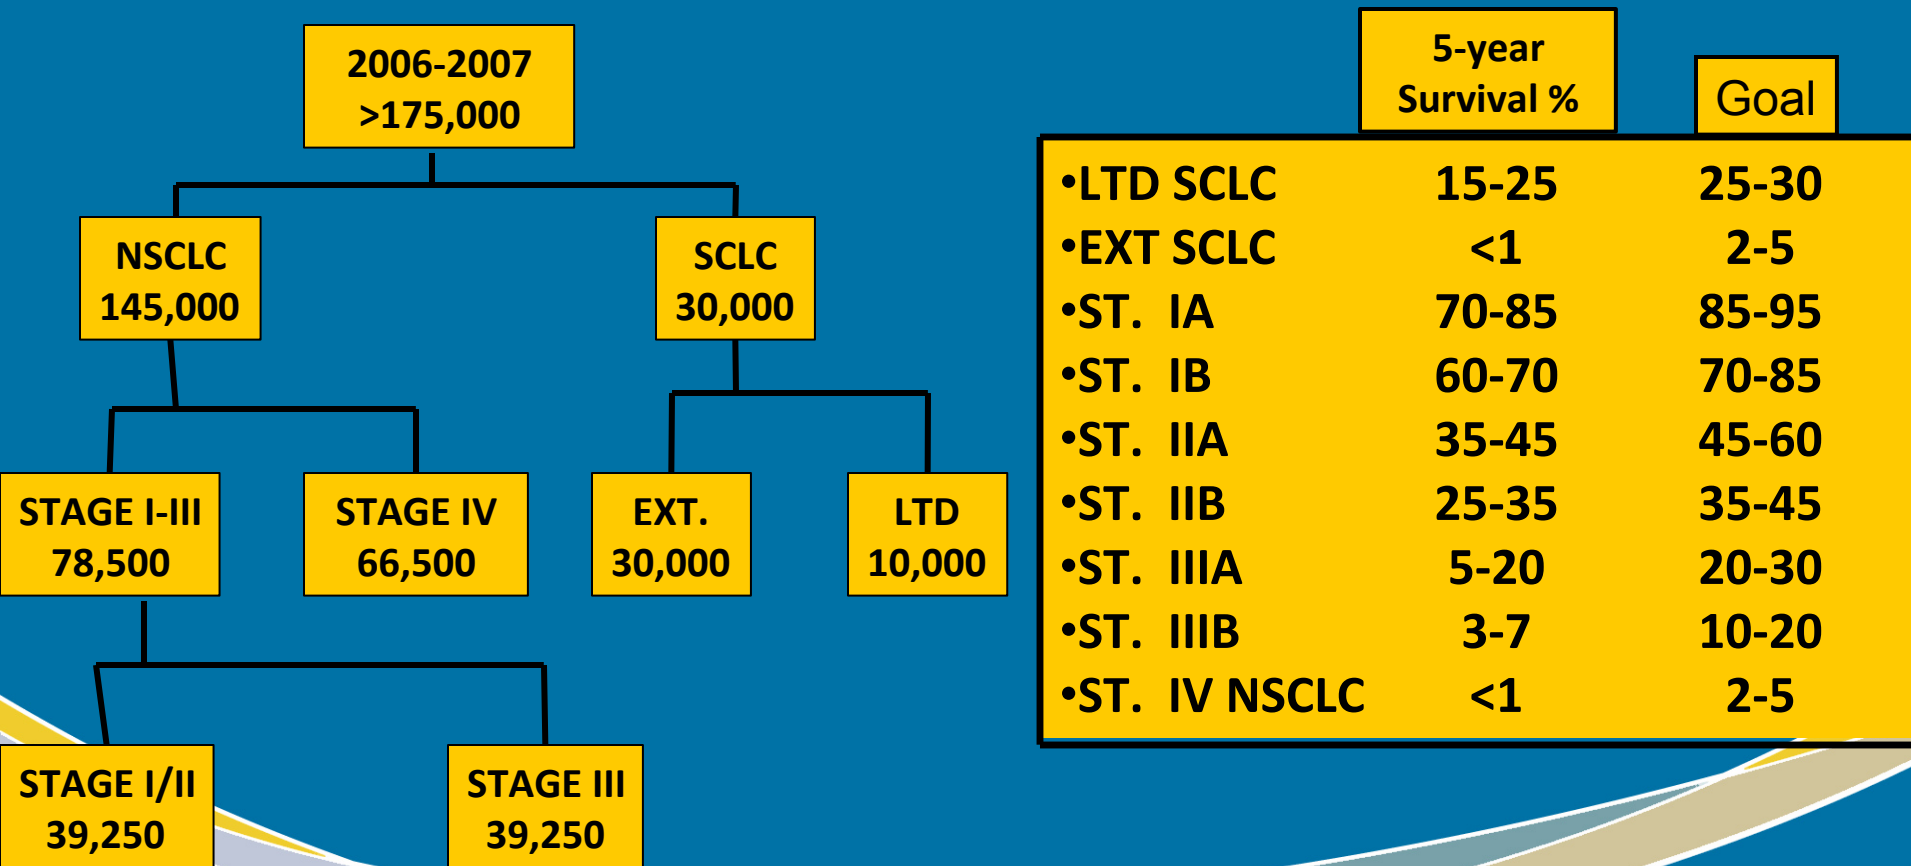 2006-2007
>175,000
NSCLC
145,000
SCLC
30,000
STAGE I-III
78,500
STAGE IV
66,500
EXT.
30,000
LTD
10,000
STAGE I/II
39,250
STAGE III
39,250
5-year
Survival %
Goal
•LTD SCLC 15-25 25-30
•EXT SCLC <1 2-5
•ST. IA 70-85 85-95
•ST. IB 60-70 70-85
•ST. IIA 35-45 45-60
•ST. IIB 25-35 35-45
•ST. IIIA 5-20 20-30
•ST. IIIB 3-7 10-20
•ST. IV NSCLC <1 2-5